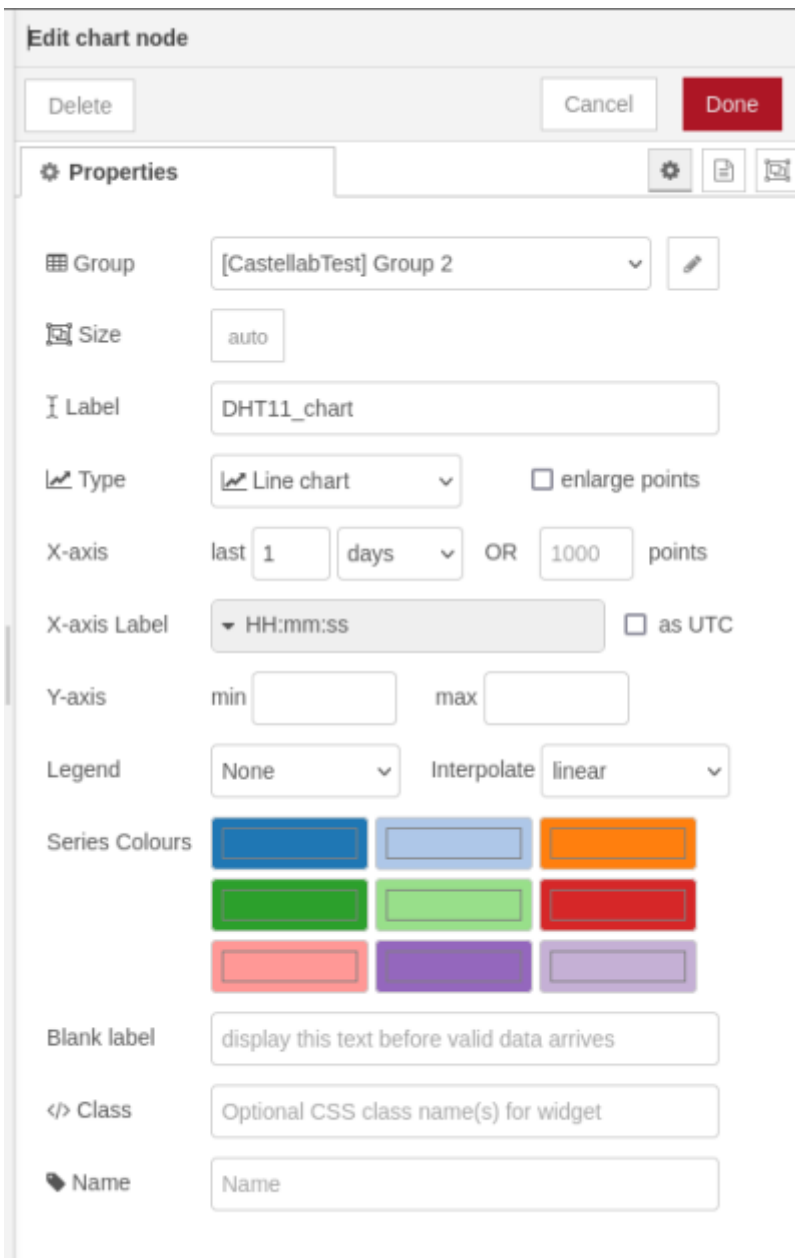 Edit chart node
Delete Cancel Done
Properties
Group [CastellabTest] Group 2
Size auto
Label DHT11_chart
Type Line chart enlarge points
X-axis last 1 days OR 1000 points
X-axis Label HH:mm:ss as UTC
Y-axis min max
Legend None Interpolate linear
Series Colours
Blank label display this text before valid data arrives
</> Class Optional CSS class name(s) for widget
Name Name